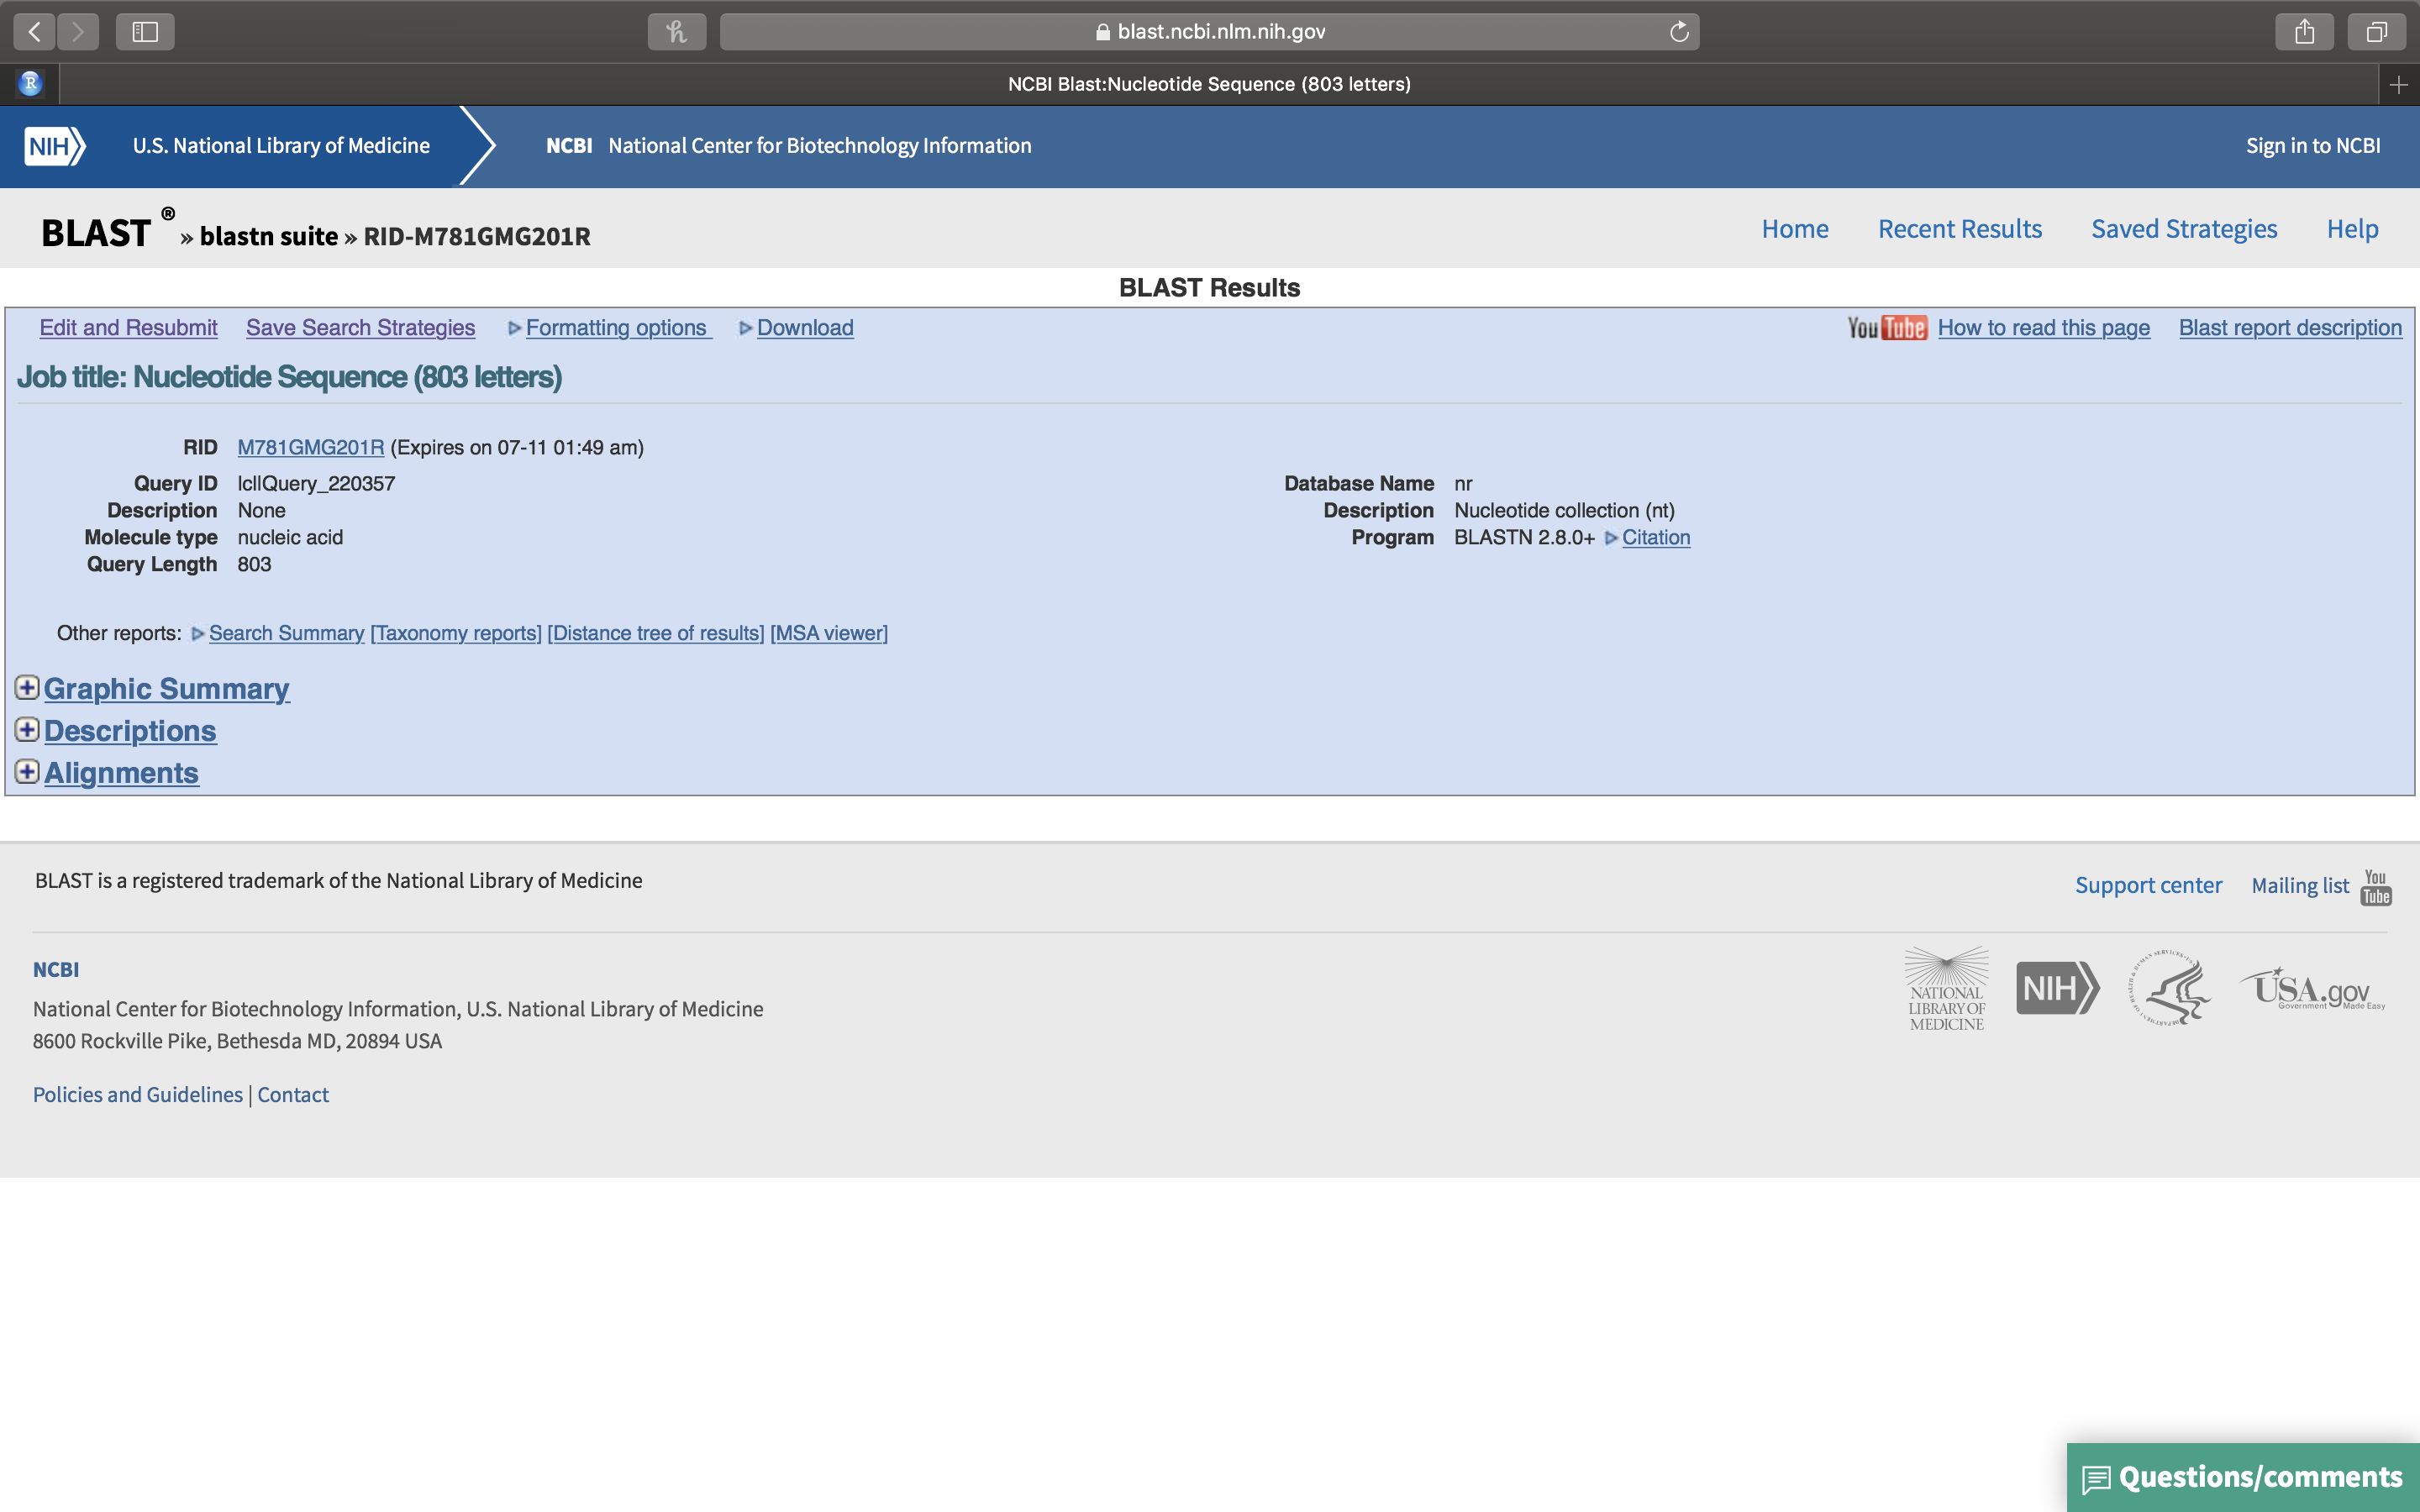 blast.ncbi.nlm.nih.gov
NCBI Blast:Nucleotide Sequence (803 letters)
NIH U.S. National Library of Medicine NCBI National Center for Biotechnology Information Sign in to NCBI
BLAST ® » blastn suite » RID-M781GMG201R Home Recent Results Saved Strategies Help
BLAST Results
Edit and Resubmit Save Search Strategies Formatting options Download YouTube How to read this page Blast report description
Job title: Nucleotide Sequence (803 letters)
RID M781GMG201R (Expires on 07-11 01:49 am)
Query ID lcl|Query_220357 Database Name nr
Description None Description Nucleotide collection (nt)
Molecule type nucleic acid Program BLASTN 2.8.0+ Citation
Query Length 803
Other reports: Search Summary [Taxonomy reports] [Distance tree of results] [MSA viewer]
Graphic Summary
Descriptions
Alignments
BLAST is a registered trademark of the National Library of Medicine
Support center Mailing list YouTube
NCBI
National Center for Biotechnology Information, U.S. National Library of Medicine
8600 Rockville Pike, Bethesda MD, 20894 USA
Policies and Guidelines | Contact
NATIONAL
LIBRARY OF
MEDICINE
NIH
USA.gov
Government Made Easy
Questions/comments